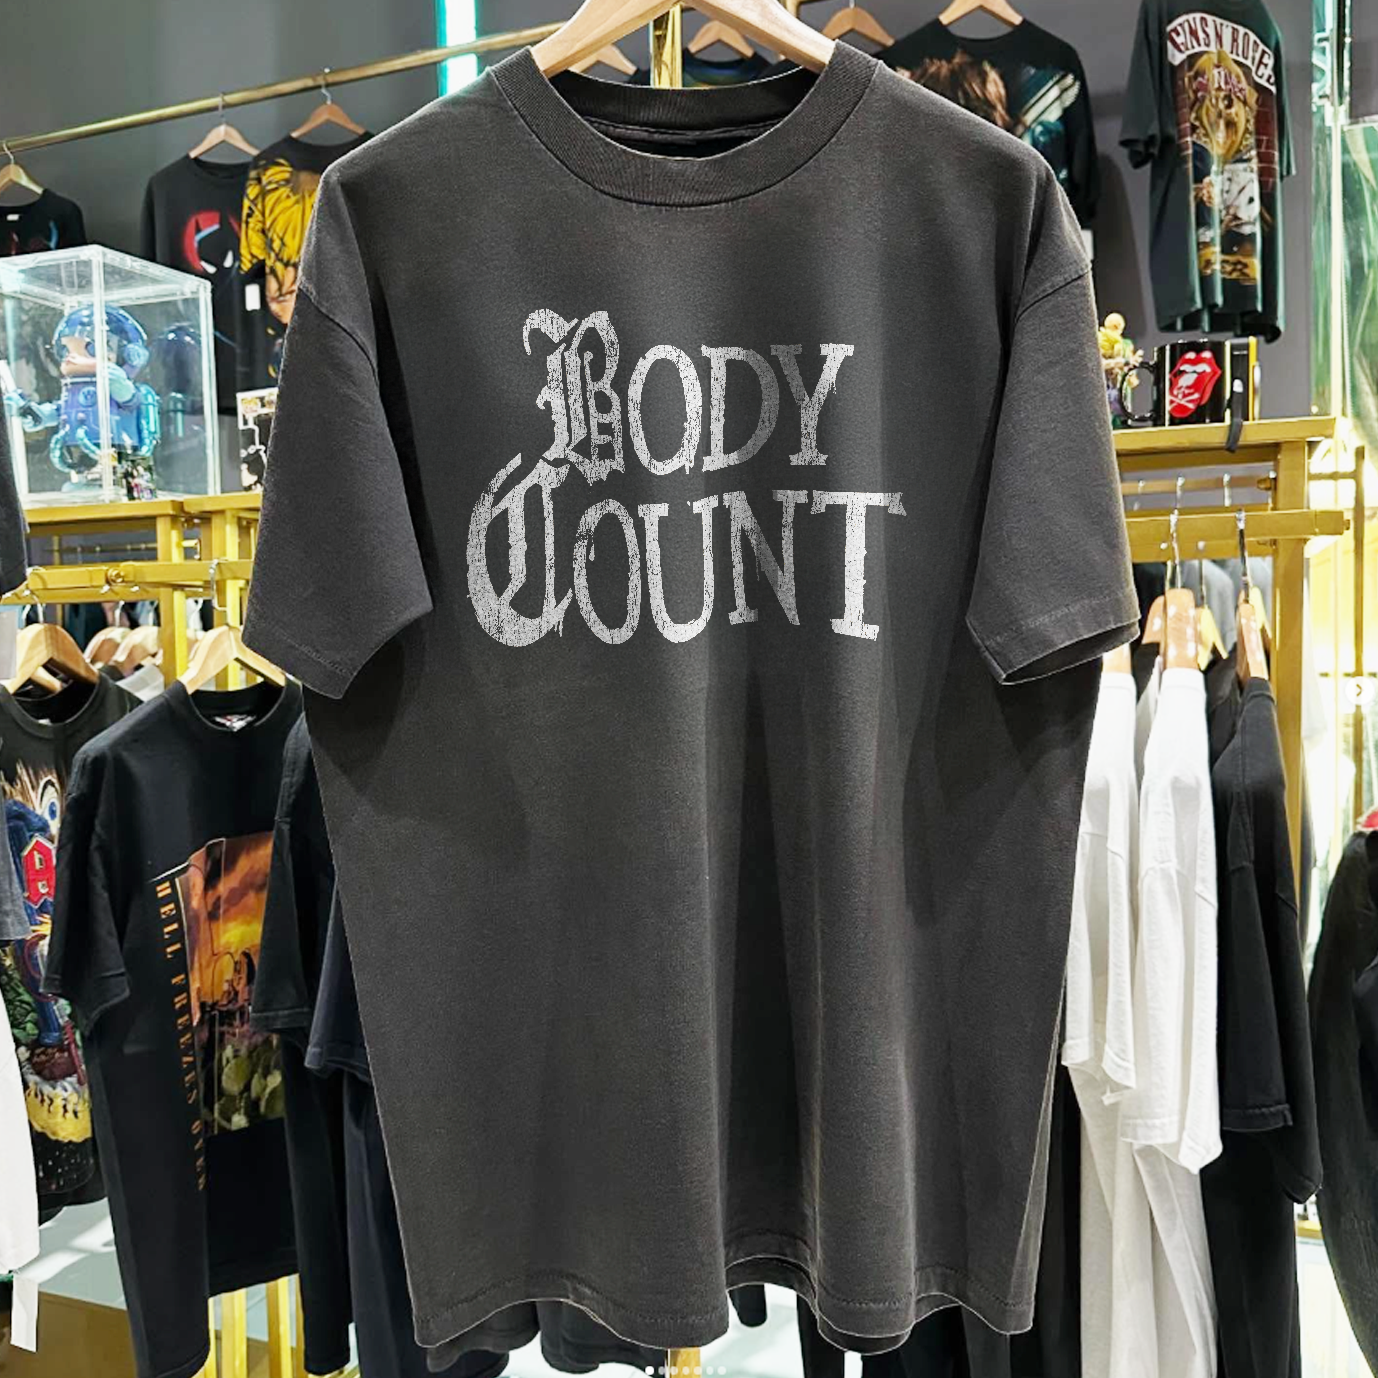 GUNS N' ROSES
BODY
COUNT
HELL FREEZES OVER